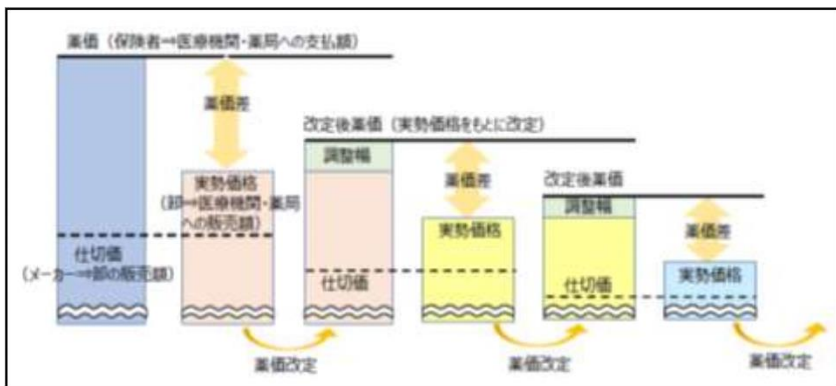 薬価（保険者⇒医療機関・薬局への支払額）
薬価差
改定後薬価（実勢価格をもとに改定）
調整幅
実勢価格
(卸⇒医療機関・薬局
への販売額)
薬価差
改定後薬価
実勢価格
調整幅
薬価差
仕切価
(メーカー⇒卸の販売額)
仕切価
仕切価
実勢価格
薬価改定
薬価改定
薬価改定